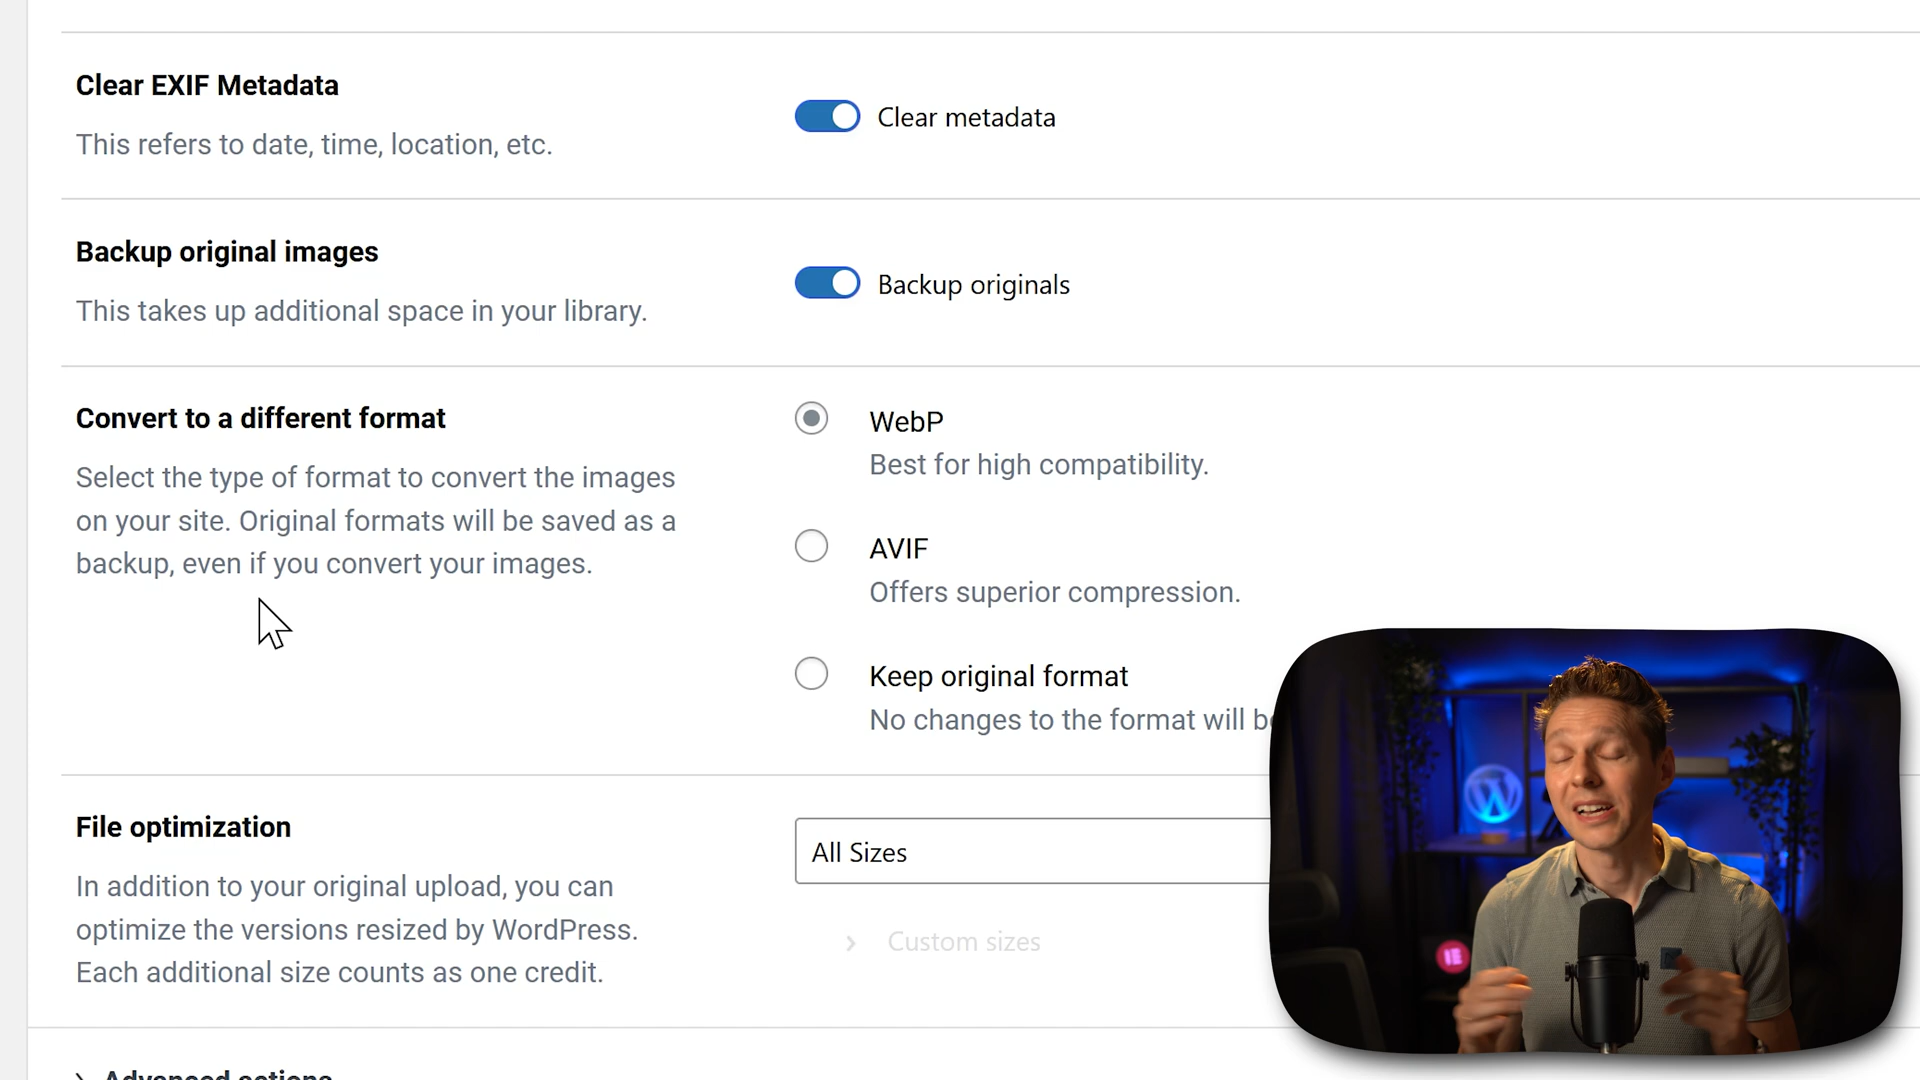 Clear EXIF Metadata
This refers to date, time, location, etc.
Clear metadata
Backup original images
This takes up additional space in your library.
Backup originals
Convert to a different format
Select the type of format to convert the images
on your site. Original formats will be saved as a
backup, even if you convert your images.
WebP
Best for high compatibility.
AVIF
Offers superior compression.
Keep original format
No changes to the format will be
File optimization
In addition to your original upload, you can
optimize the versions resized by WordPress.
Each additional size counts as one credit.
All Sizes
Custom sizes
Advanced actions